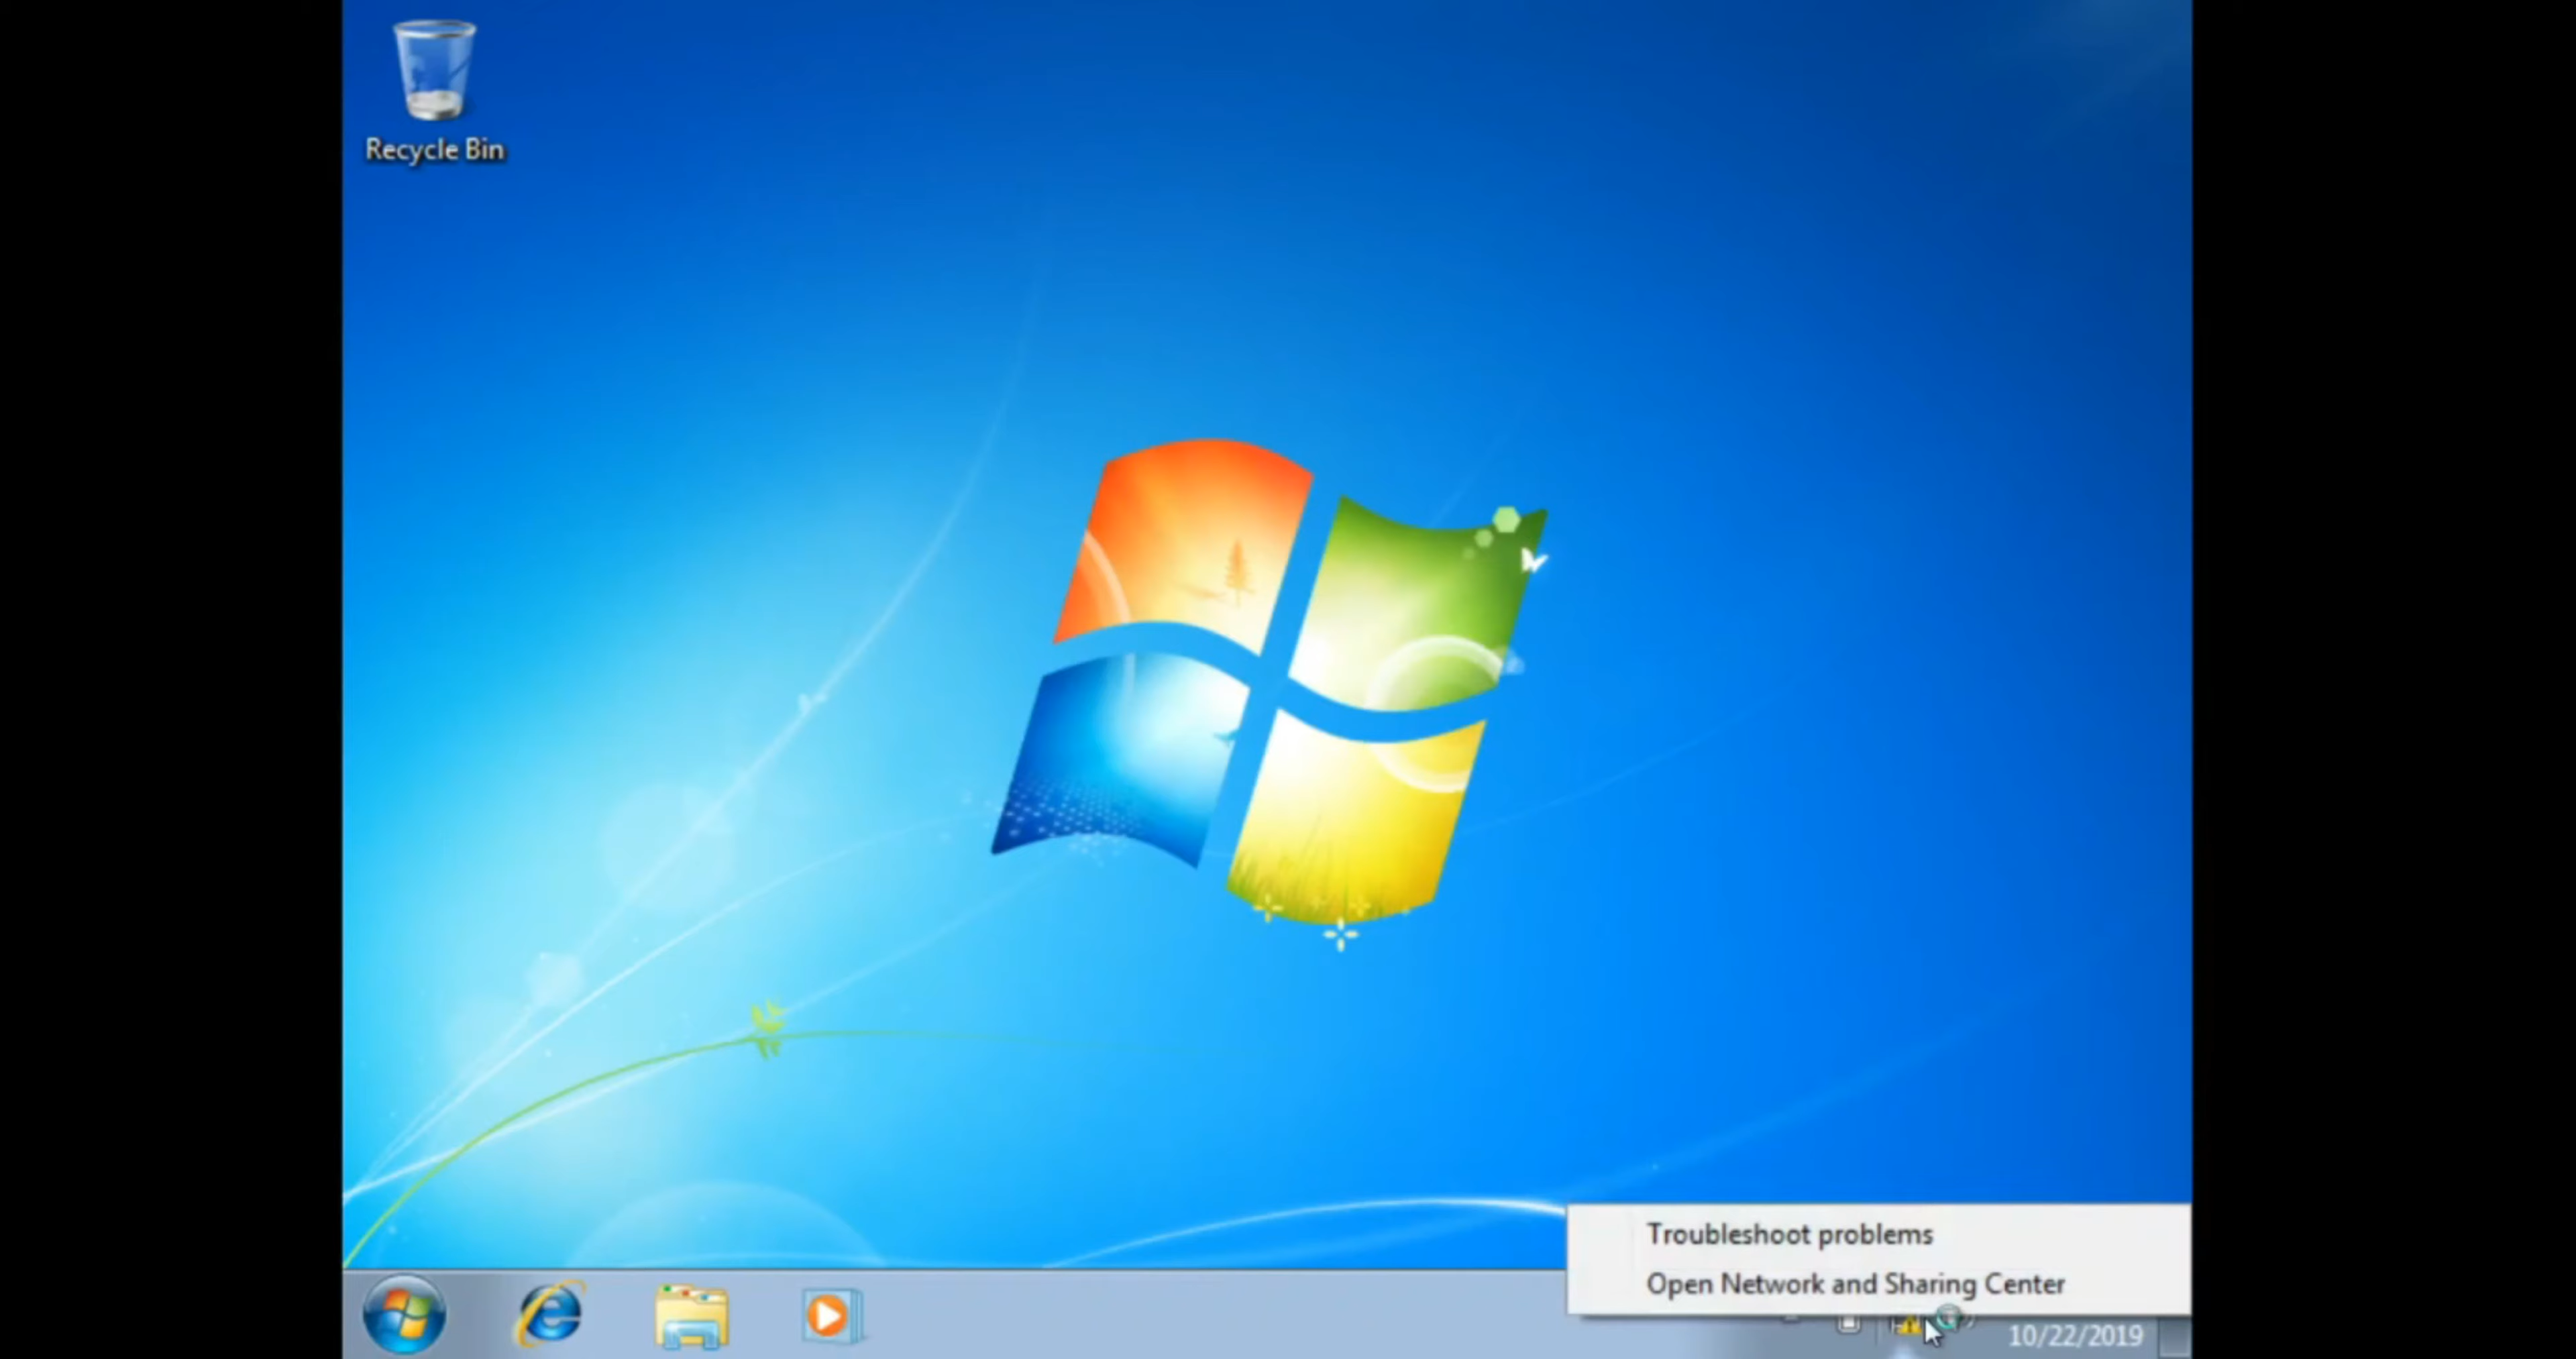 Recycle Bin
Troubleshoot problems
Open Network and Sharing Center
10/22/2019